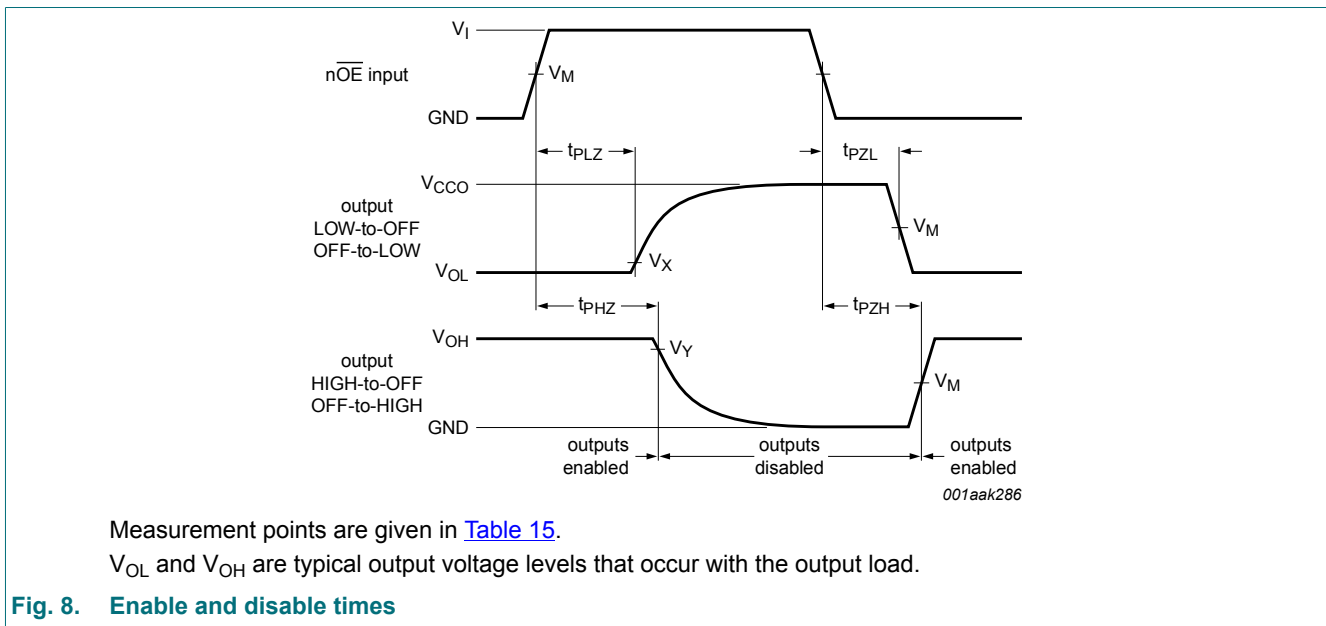 VI
nOE input
VM
GND
tPLZ
tPZL
VCCO
output
LOW-to-OFF
OFF-to-LOW
VM
VX
VOL
tPHZ
tPZH
VOH
VY
output
HIGH-to-OFF
OFF-to-HIGH
VM
GND
outputs
enabled
outputs
disabled
outputs
enabled
001aak286
Measurement points are given in Table 15.
VOL and VOH are typical output voltage levels that occur with the output load.
Fig. 8. Enable and disable times